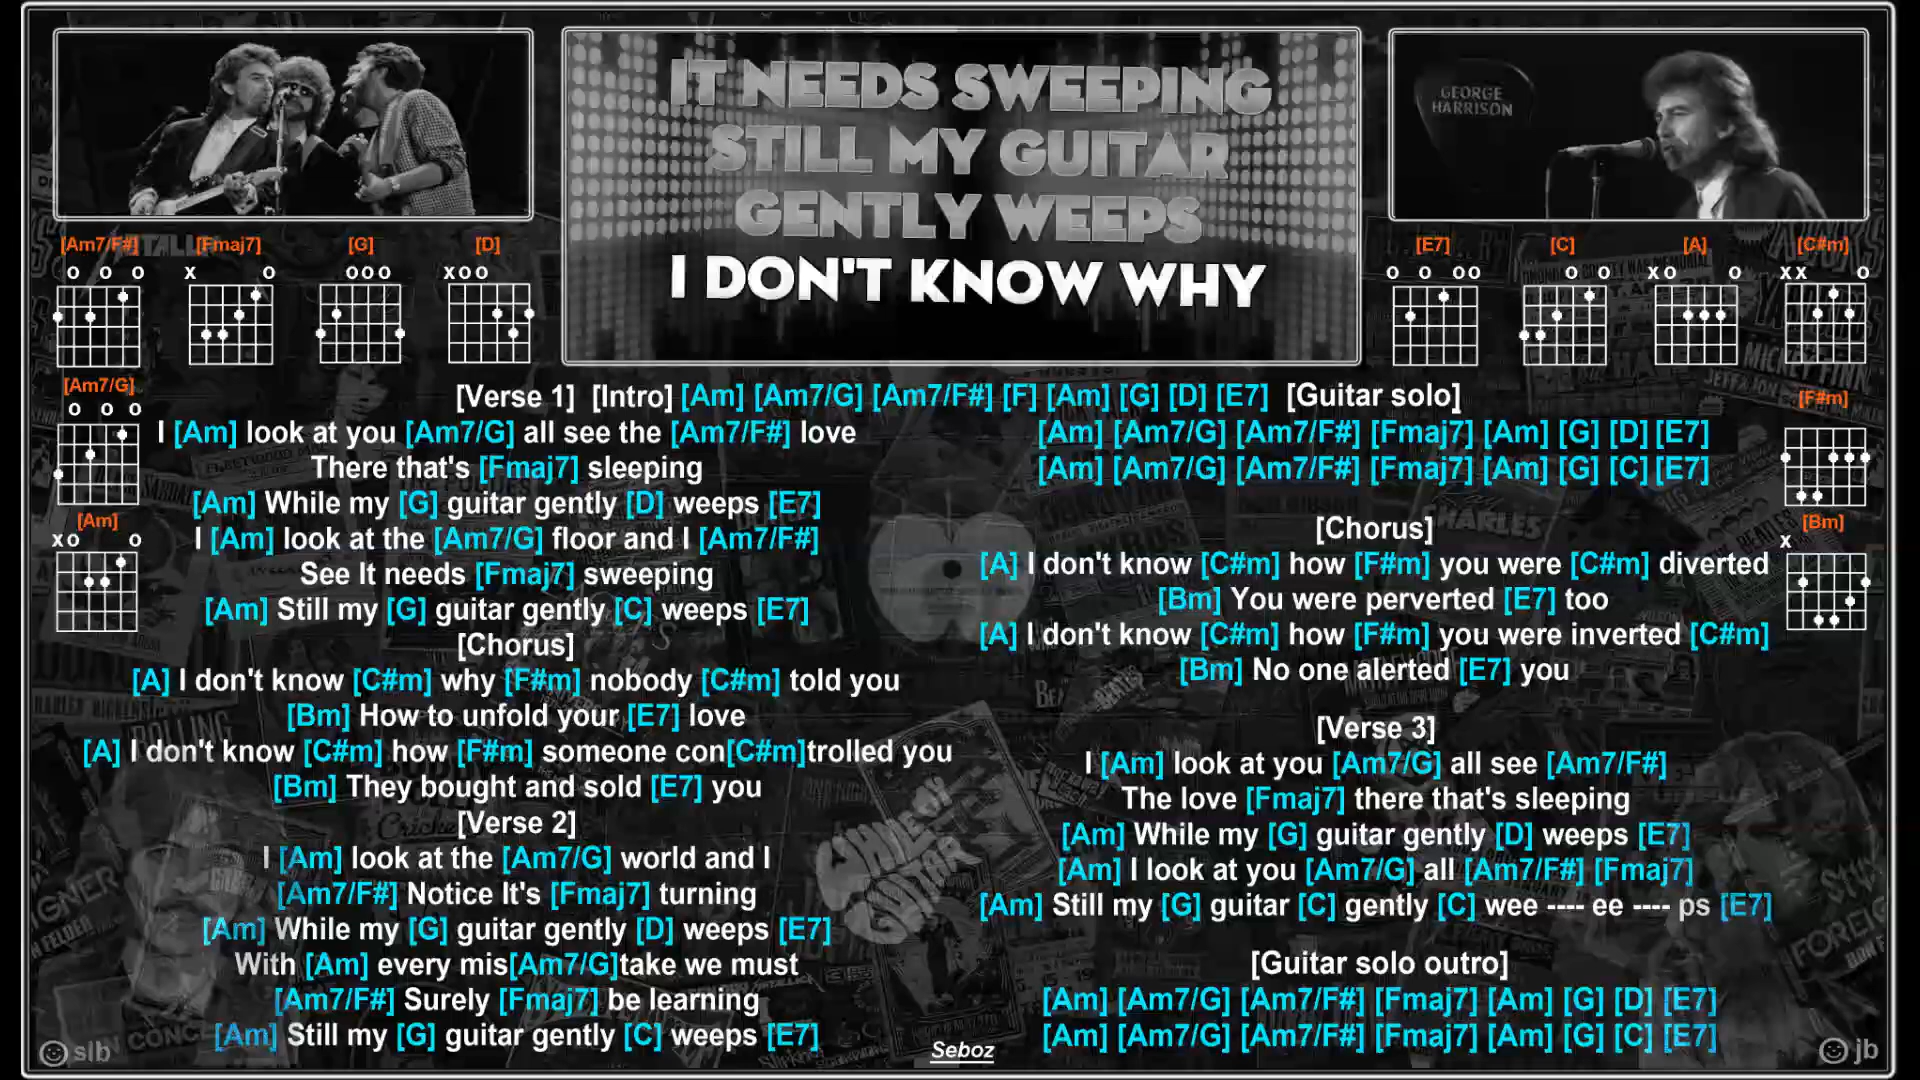 IT NEEDS SWEEPING
STILL MY GUITAR
GENTLY WEEPS
I DON'T KNOW WHY
GEORGE
HARRISON
[Am7/F#] [Fmaj7] [G] [D]
[E7] [C] [A] [C#m]
[Am7/G]
[Am]
[F#m]
[Bm]
[Verse 1] [Intro] [Am] [Am7/G] [Am7/F#] [F] [Am] [G] [D] [E7] [Guitar solo]
I [Am] look at you [Am7/G] all see the [Am7/F#] love
There that's [Fmaj7] sleeping
[Am] While my [G] guitar gently [D] weeps [E7]
I [Am] look at the [Am7/G] floor and I [Am7/F#]
See It needs [Fmaj7] sweeping
[Am] Still my [G] guitar gently [C] weeps [E7]
[Chorus]
[A] I don't know [C#m] why [F#m] nobody [C#m] told you
[Bm] How to unfold your [E7] love
[A] I don't know [C#m] how [F#m] someone con[C#m]trolled you
[Bm] They bought and sold [E7] you
[Verse 2]
I [Am] look at the [Am7/G] world and I
[Am7/F#] Notice It's [Fmaj7] turning
[Am] While my [G] guitar gently [D] weeps [E7]
With [Am] every mis[Am7/G]take we must
[Am7/F#] Surely [Fmaj7] be learning
[Am] Still my [G] guitar gently [C] weeps [E7]
[Am] [Am7/G] [Am7/F#] [Fmaj7] [Am] [G] [D] [E7]
[Am] [Am7/G] [Am7/F#] [Fmaj7] [Am] [G] [C] [E7]
[Chorus]
[A] I don't know [C#m] how [F#m] you were [C#m] diverted
[Bm] You were perverted [E7] too
[A] I don't know [C#m] how [F#m] you were inverted [C#m]
[Bm] No one alerted [E7] you
[Verse 3]
I [Am] look at you [Am7/G] all see [Am7/F#]
The love [Fmaj7] there that's sleeping
[Am] While my [G] guitar gently [D] weeps [E7]
[Am] I look at you [Am7/G] all [Am7/F#] [Fmaj7]
[Am] Still my [G] guitar [C] gently [C] wee ---- ee ---- ps [E7]
[Guitar solo outro]
[Am] [Am7/G] [Am7/F#] [Fmaj7] [Am] [G] [D] [E7]
[Am] [Am7/G] [Am7/F#] [Fmaj7] [Am] [G] [C] [E7]
slb
Seboz
jb